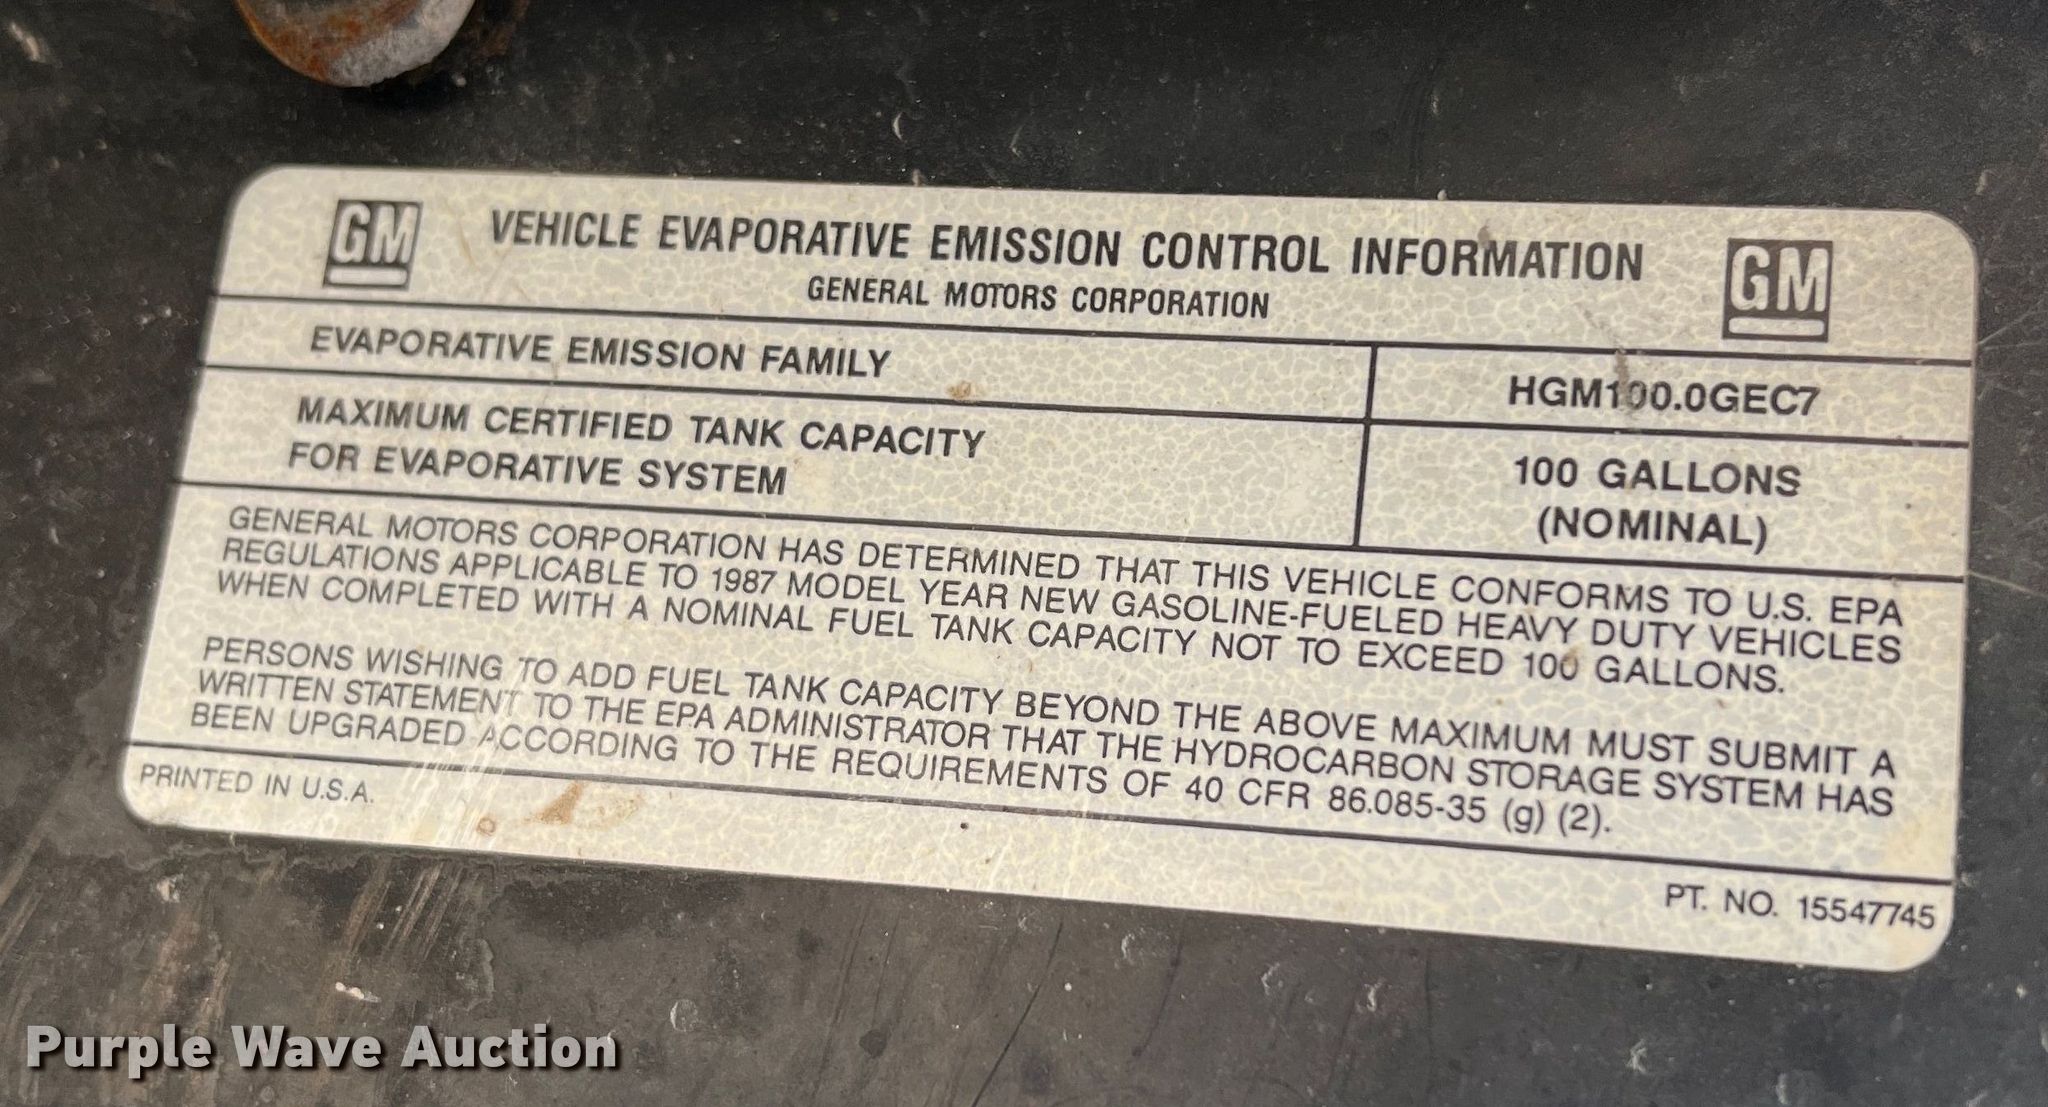 GM
VEHICLE EVAPORATIVE EMISSION CONTROL INFORMATION
GM
GENERAL MOTORS CORPORATION
EVAPORATIVE EMISSION FAMILY
HGM100.0GEC7
MAXIMUM CERTIFIED TANK CAPACITY
FOR EVAPORATIVE SYSTEM
100 GALLONS
(NOMINAL)
GENERAL MOTORS CORPORATION HAS DETERMINED THAT THIS VEHICLE CONFORMS TO U.S. EPA
REGULATIONS APPLICABLE TO 1987 MODEL YEAR NEW GASOLINE-FUELED HEAVY DUTY VEHICLES
WHEN COMPLETED WITH A NOMINAL FUEL TANK CAPACITY NOT TO EXCEED 100 GALLONS.
PERSONS WISHING TO ADD FUEL TANK CAPACITY BEYOND THE ABOVE MAXIMUM MUST SUBMIT A
WRITTEN STATEMENT TO THE EPA ADMINISTRATOR THAT THE HYDROCARBON STORAGE SYSTEM HAS
BEEN UPGRADED ACCORDING TO THE REQUIREMENTS OF 40 CFR 86.085-35 (g) (2).
PRINTED IN U.S.A.
PT. NO. 15547745
Purple Wave Auction